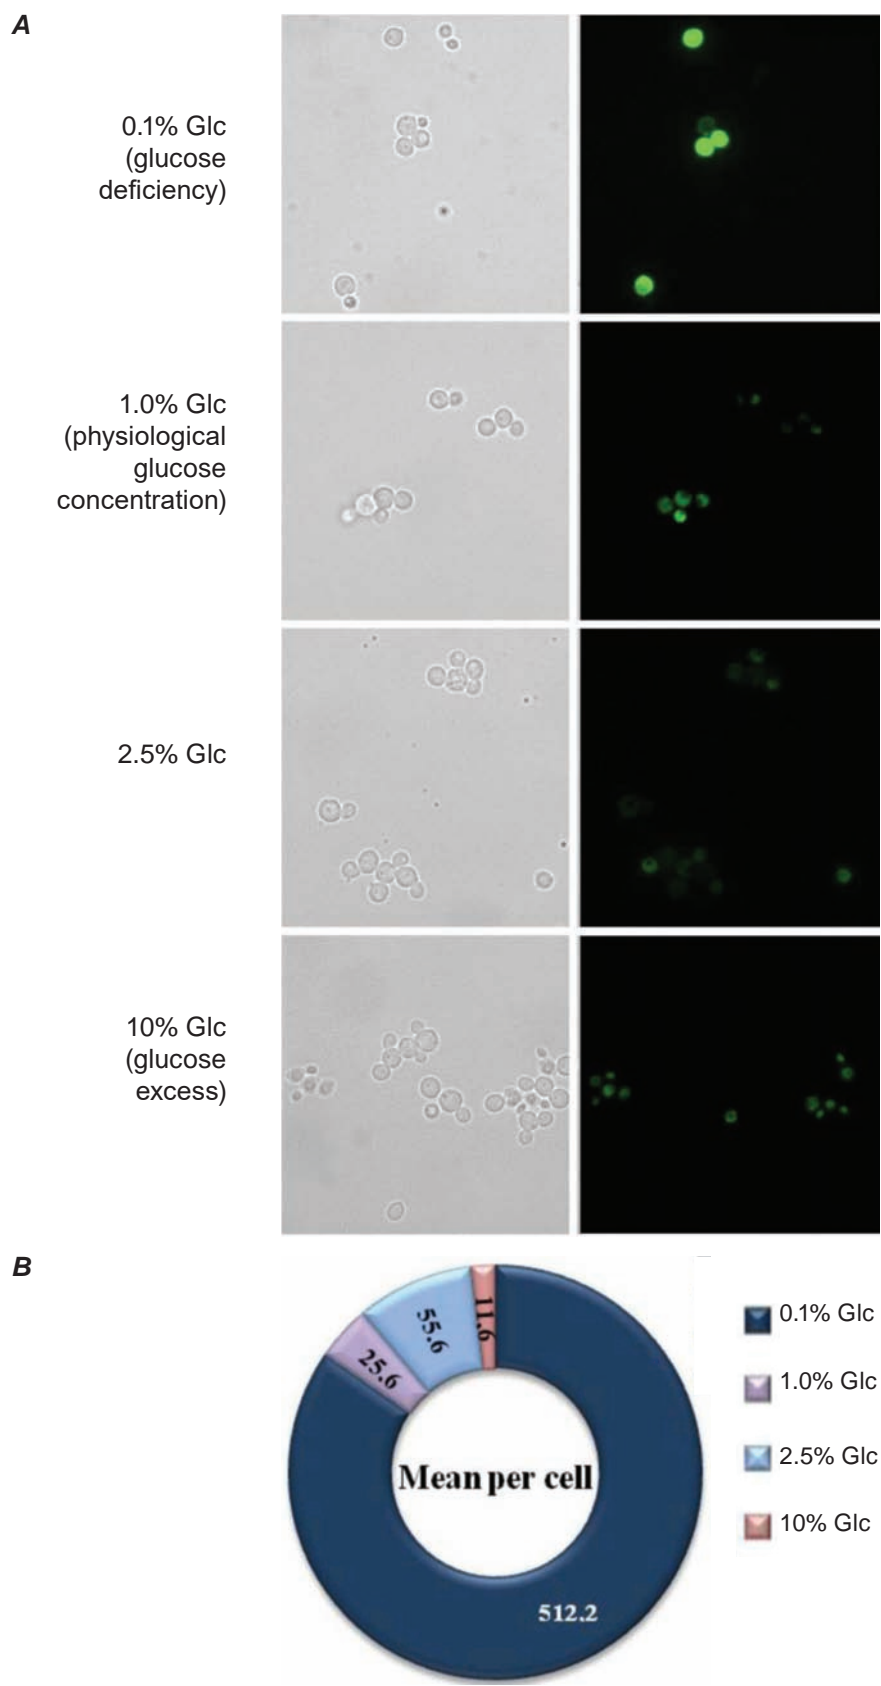 A
0.1% Glc
(glucose
deficiency)
1.0% Glc
(physiological
glucose
concentration)
2.5% Glc
10% Glc
(glucose
excess)
B
11.6
55.6
25.6
Mean per cell
512.2
0.1% Glc
1.0% Glc
2.5% Glc
10% Glc